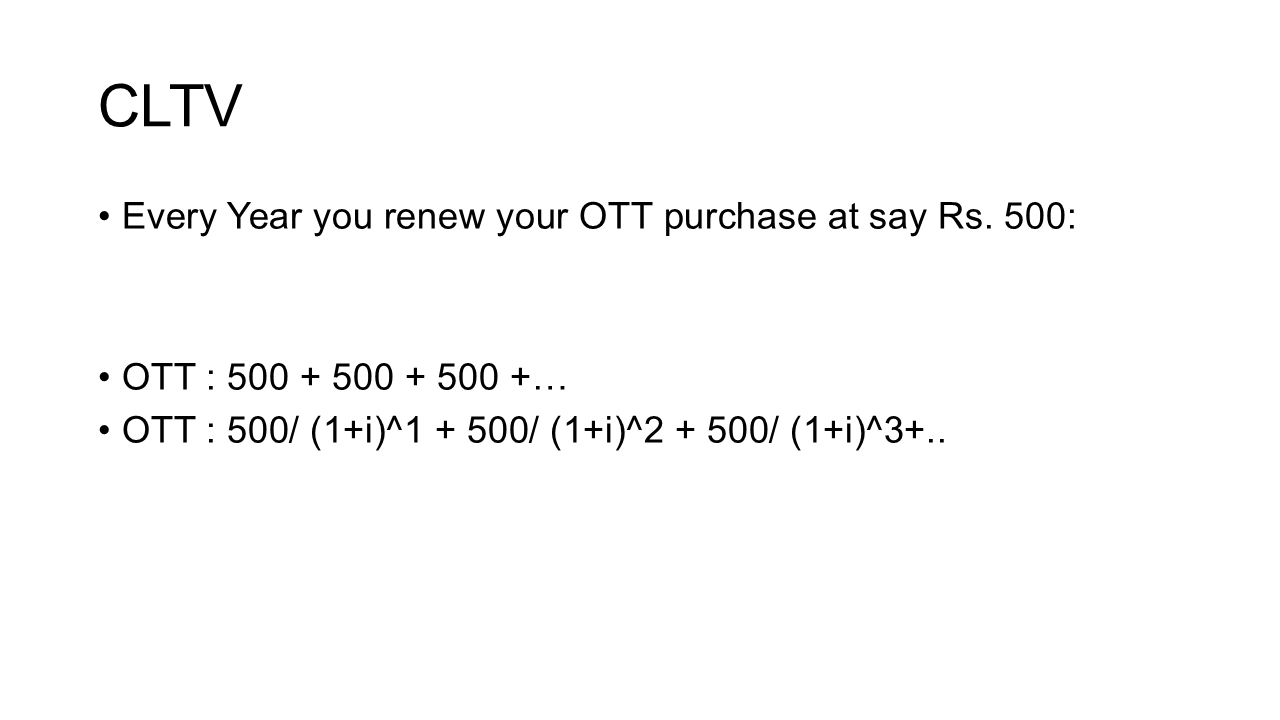 CLTV
• Every Year you renew your OTT purchase at say Rs. 500:
• OTT : 500 + 500 + 500 +…
• OTT : 500/ (1+i)^1 + 500/ (1+i)^2 + 500/ (1+i)^3+..